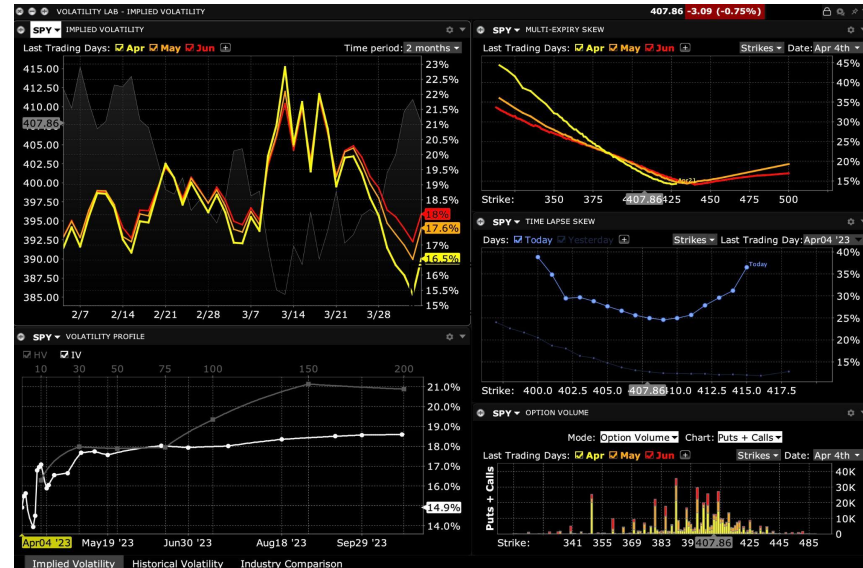 VOLATILITY LAB - IMPLIED VOLATILITY
407.86 -3.09 (-0.75%)
SPY IMPLIED VOLATILITY
Last Trading Days: Apr May Jun
Time period: 2 months
415.00
412.50
410.00
407.86
405.00
402.50
400.00
397.50
395.00
392.50
390.00
387.50
385.00
23%
22.5%
22%
21.5%
21%
20.5%
20%
19.5%
19%
18.5%
18%
17.6%
17%
16.5%
16%
15.5%
15%
2/7 2/14 2/21 2/28 3/7 3/14 3/21 3/28
SPY VOLATILITY PROFILE
HV IV
10 30 50 75 100 150 200
21.0%
20.0%
19.0%
18.0%
17.0%
16.0%
14.9%
14.0%
Apr04 '23 May19 '23 Jun30 '23 Aug18 '23 Sep29 '23
Implied Volatility Historical Volatility Industry Comparison
SPY MULTI-EXPIRY SKEW
Last Trading Days: Apr May Jun
Strikes Date: Apr 4th
45%
40%
35%
30%
25%
20%
15%
Apr21
Strike: 350 375 407.86 425 450 475 500
SPY TIME LAPSE SKEW
Days: Today Yesterday Strikes Last Trading Day: Apr04 '23
Today
40%
35%
30%
25%
20%
15%
Strike: 400.0 402.5 405.0 407.86 410.0 412.5 415.0 417.5
SPY OPTION VOLUME
Mode: Option Volume Chart: Puts + Calls
Last Trading Days: Apr May Jun
Strikes Date: Apr 4th
Puts + Calls
40K
30K
20K
10K
0
Strike: 341 355 369 383 39 407.86 425 445 485